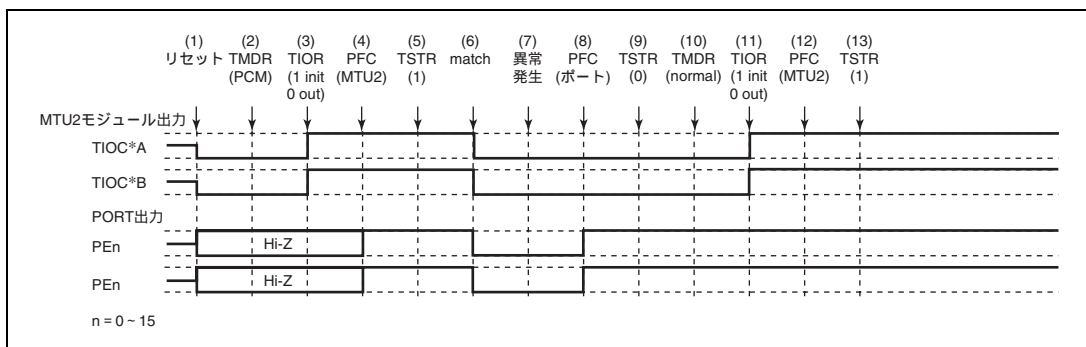 (1) (2) (3) (4) (5) (6) (7) (8) (9) (10) (11) (12) (13)
リセット TMDR TIOR PFC TSTR match 異常 PFC TSTR TMDR TIOR PFC TSTR
(PCM) (1 init (MTU2) (1) 発生 (ポート) (0) (normal) (1 init (MTU2) (1)
0 out) 0 out)
MTU2モジュール出力
TIOC*A
TIOC*B
PORT出力
PEn Hi-Z
PEn Hi-Z
n = 0 ~ 15